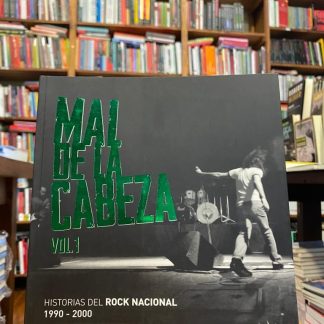 MAL
DE LA
CABEZA
VOL.1
HISTORIAS DEL ROCK NACIONAL
1990 - 2000